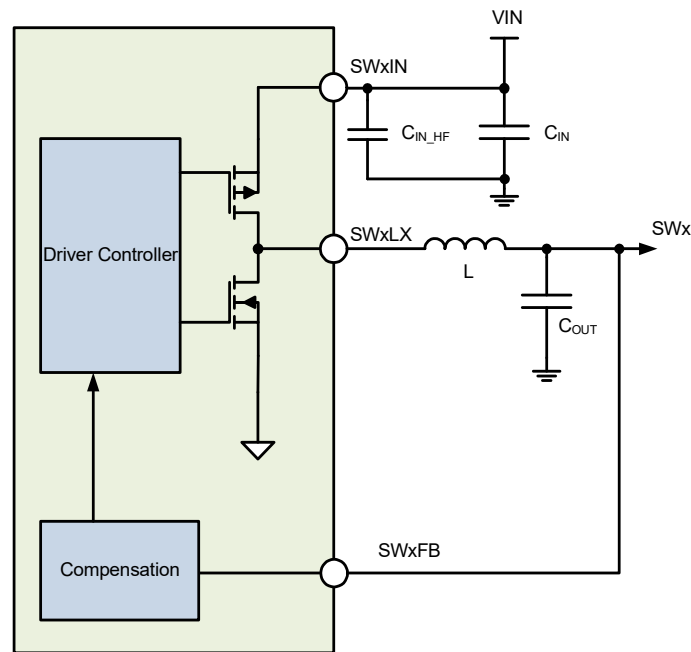 VIN
SWxIN
C_IN_HF
C_IN
Driver Controller
SWxLX
SWx
L
C_OUT
SWxFB
Compensation